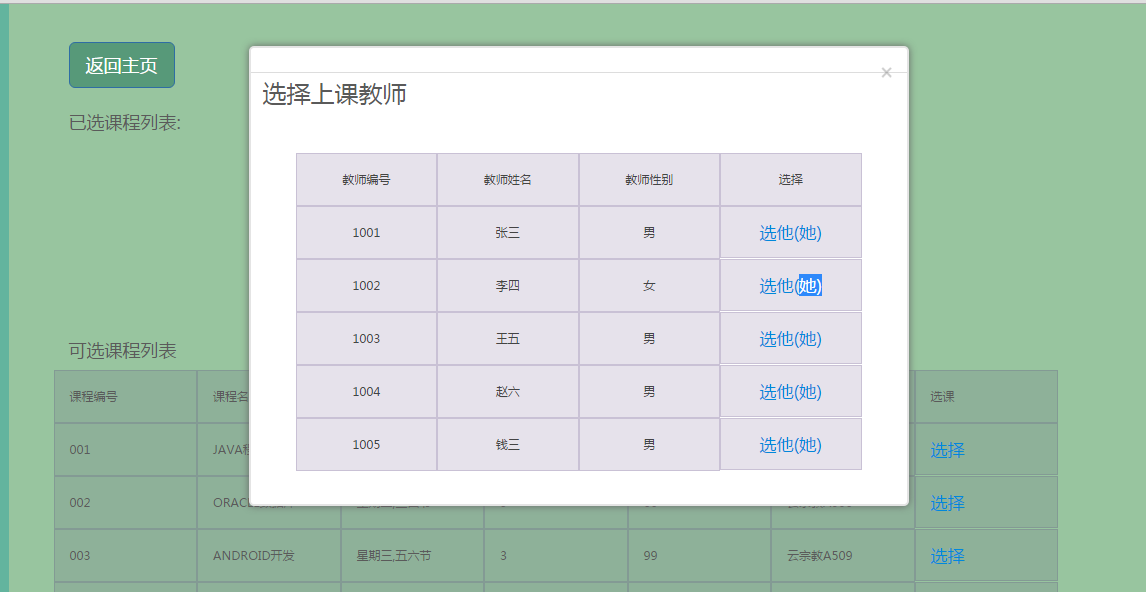 返回主页
×
选择上课教师
已选课程列表:
教师编号 教师姓名 教师性别 选择
1001 张三 男 选他(她)
1002 李四 女 选他(她)
1003 王五 男 选他(她)
1004 赵六 男 选他(她)
1005 钱三 男 选他(她)
可选课程列表
课程编号 课程名 选课
001 JAVA 选择
002 ORAC 选择
003 ANDROID开发 星期三,五六节 3 99 云宗教A509 选择